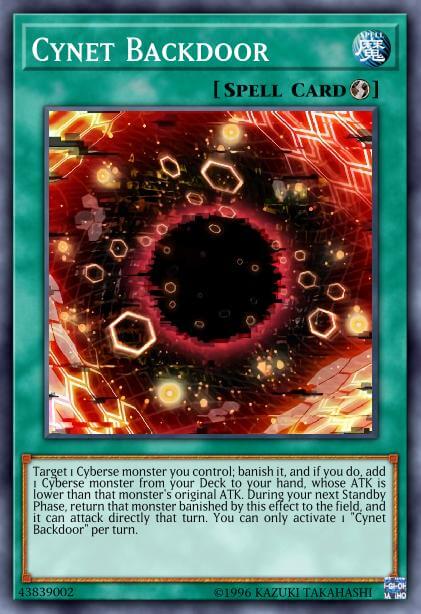 CYNET BACKDOOR
SPELL
魔
[SPELL CARD]
Target 1 Cyberse monster you control; banish it, and if you do, add
1 Cyberse monster from your Deck to your hand, whose ATK is
lower than that monster's original ATK. During your next Standby
Phase, return that monster banished by this effect to the field, and
it can attack directly that turn. You can only activate 1 "Cynet
Backdoor" per turn.
43839002
©1996 KAZUKI TAKAHASHI